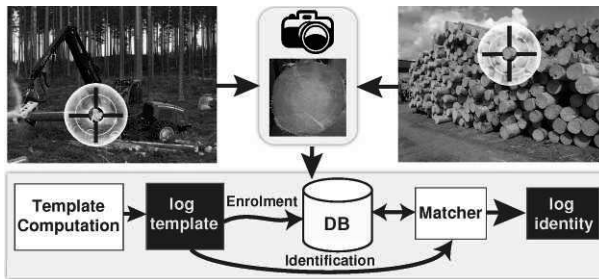 Template
Computation
log
template
Enrolment
DB
Identification
Matcher
log
identity